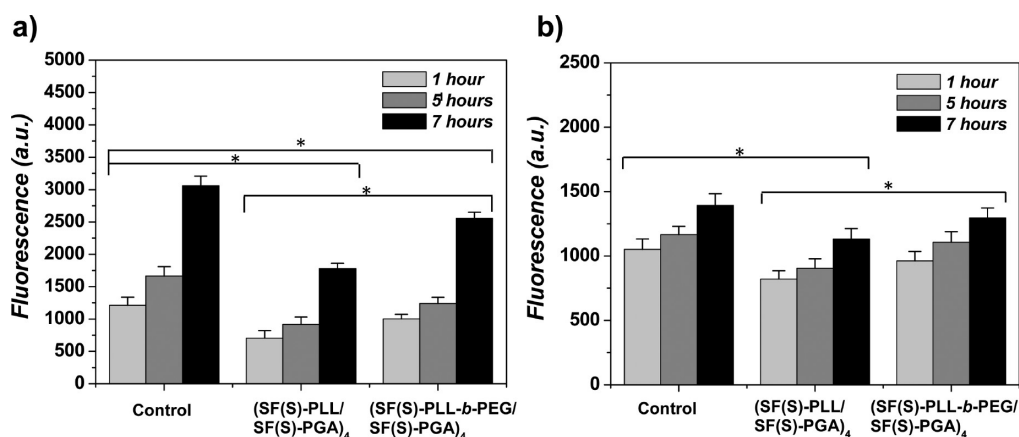 a)
Fluorescence (a.u.)
5000
4500
4000
3500
3000
2500
2000
1500
1000
500
0
1 hour
5 hours
7 hours
*
*
*
Control
(SF(S)-PLL/
SF(S)-PGA)4
(SF(S)-PLL-b-PEG/
SF(S)-PGA)4
b)
Fluorescence (a.u.)
2500
2000
1500
1000
500
0
1 hour
5 hours
7 hours
*
*
Control
(SF(S)-PLL/
SF(S)-PGA)4
(SF(S)-PLL-b-PEG/
SF(S)-PGA)4